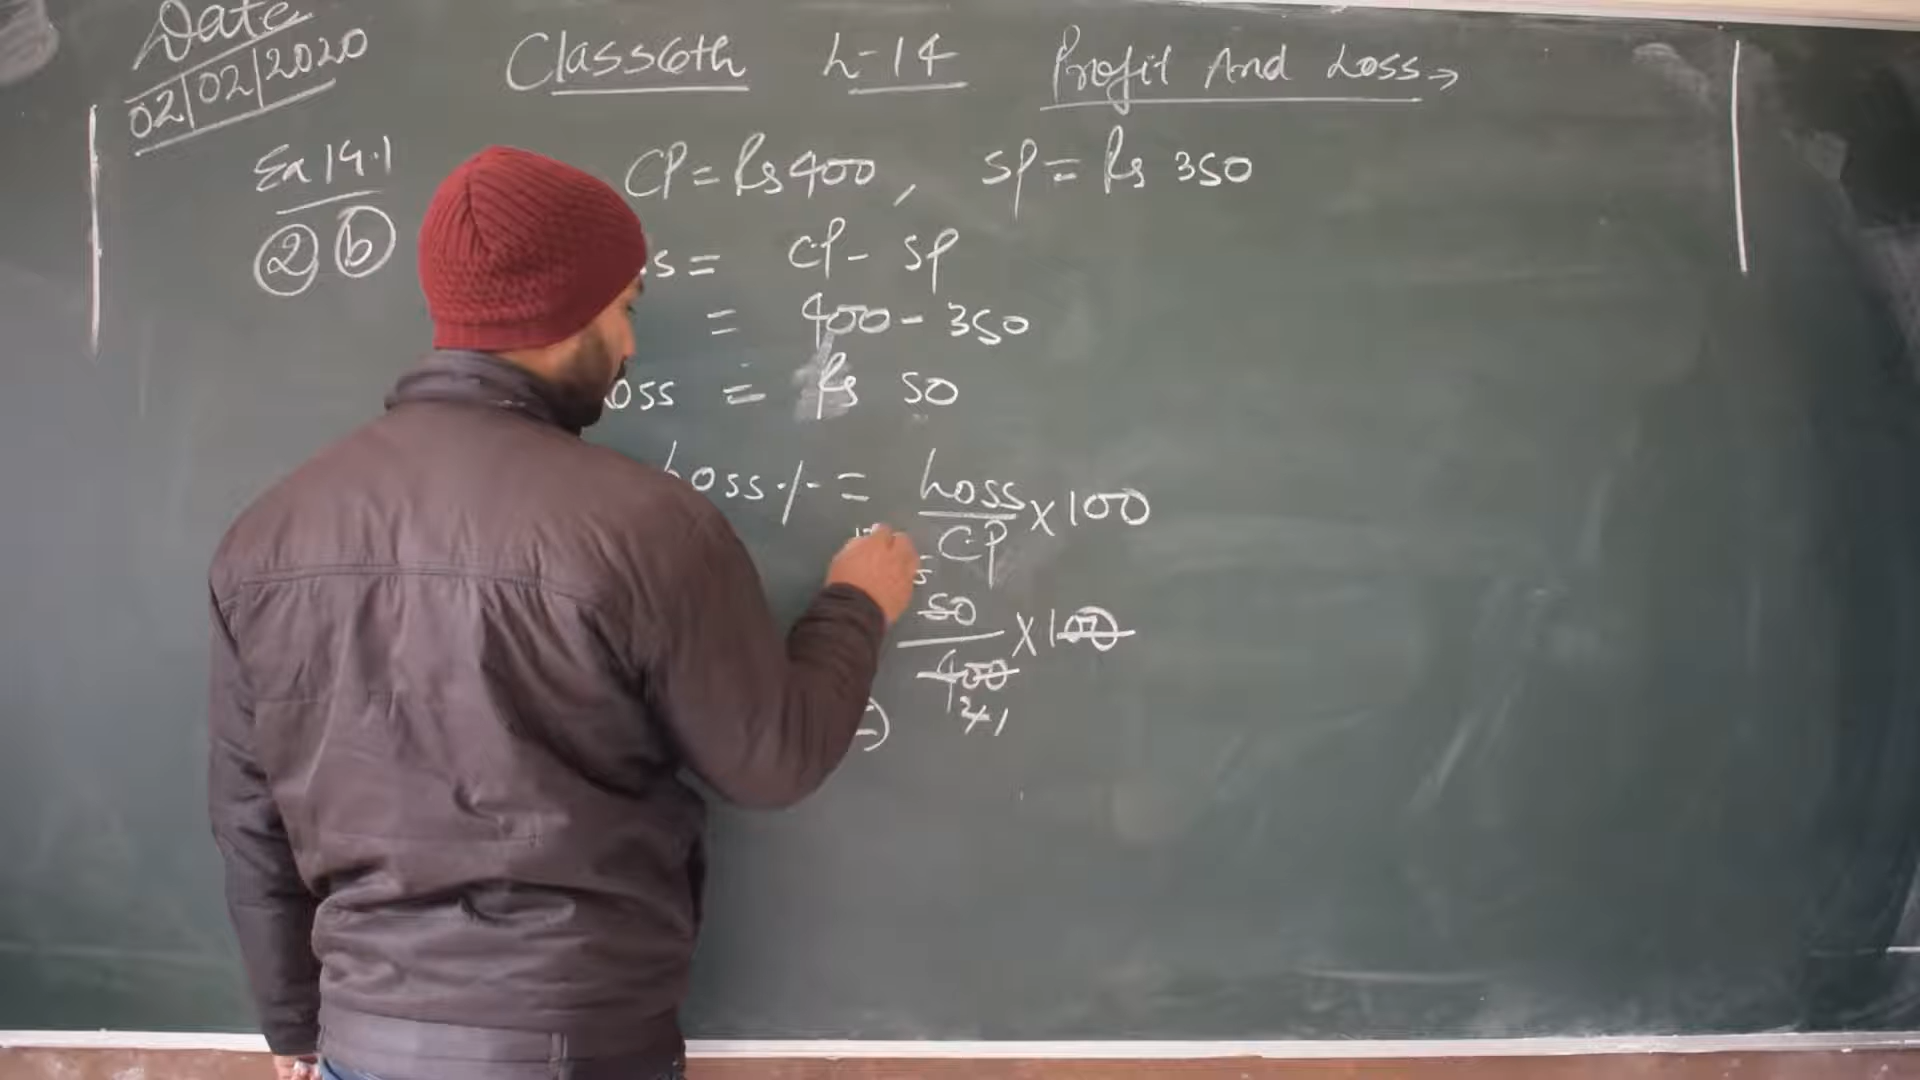 Date
02/02/2020
Class 6th L-14 Profit And Loss →
Ex 14.1
2 b
CP = Rs 400, SP = Rs 350
s = CP - SP
= 400 - 350
oss = Rs 50
Loss % = Loss/CP × 100
50/400 × 100